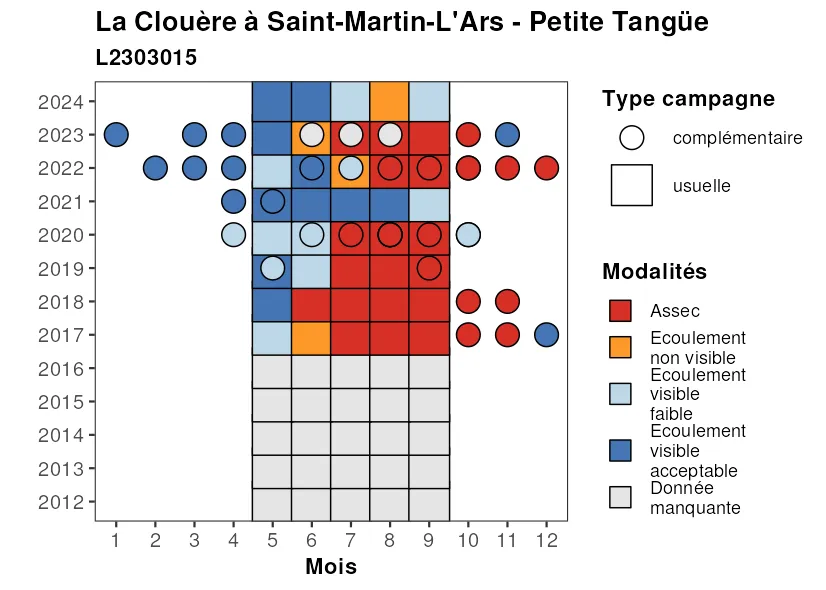 La Clouère à Saint-Martin-L'Ars - Petite Tangüe
L2303015
2024
2023
2022
2021
2020
2019
2018
2017
2016
2015
2014
2013
2012
1 2 3 4 5 6 7 8 9 10 11 12
Mois
Type campagne
complémentaire
usuelle
Modalités
Assec
Ecoulement
non visible
Ecoulement
visible
faible
Ecoulement
visible
acceptable
Donnée
manquante